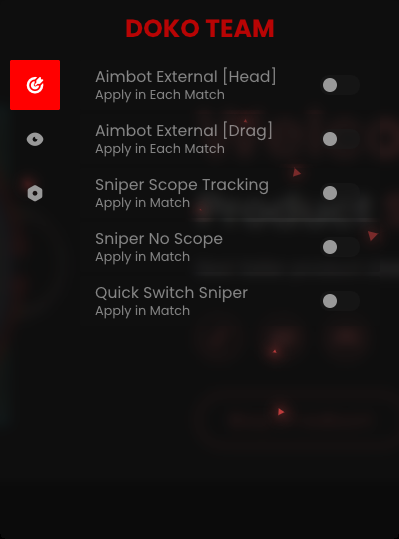 DOKO TEAM
Aimbot External [Head]
Apply in Each Match
Aimbot External [Drag]
Apply in Each Match
Sniper Scope Tracking
Apply in Match
Sniper No Scope
Apply in Match
Quick Switch Sniper
Apply in Match